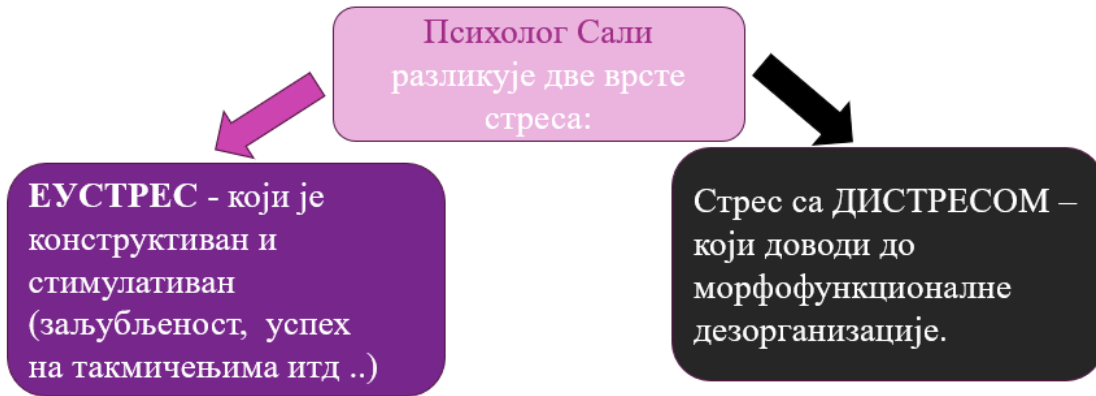 Психолог Сали
разликује две врсте
стреса:
ЕУСТРЕС - који је
конструктиван и
стимулативан
(заљубљеност, успех
на такмичењима итд ..)
Стрес са ДИСТРЕСОМ –
који доводи до
морфофункционалне
дезорганизације.